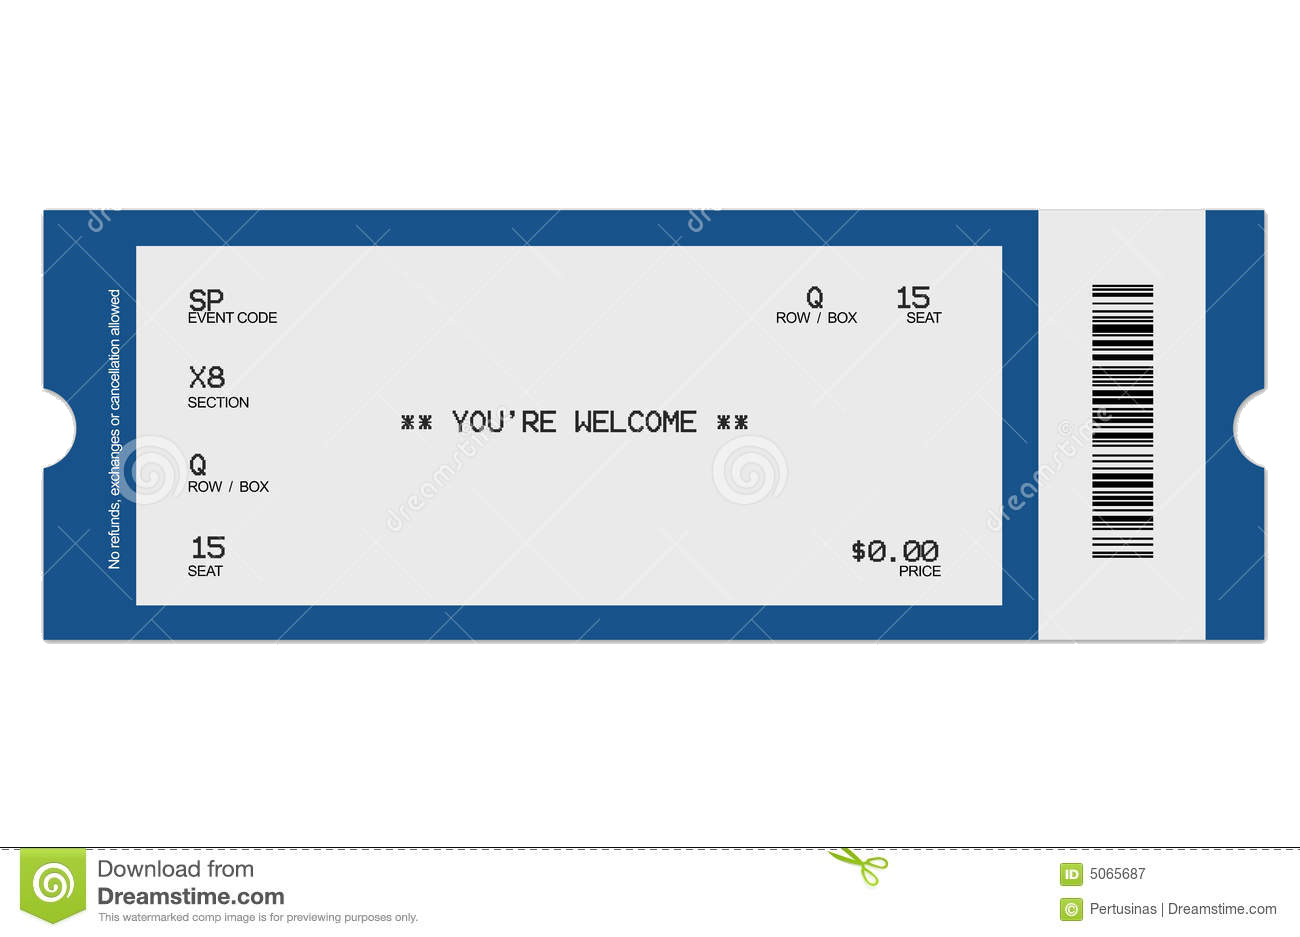 No refunds, exchanges or cancellation allowed
SP
EVENT CODE
Q 15
ROW / BOX SEAT
X8
SECTION
** YOU'RE WELCOME **
Q
ROW / BOX
15
SEAT
$0.00
PRICE
dreamstime
dreamstime
©
Download from
Dreamstime.com
This watermarked comp image is for previewing purposes only.
ID 5065687
© Pertusinas | Dreamstime.com